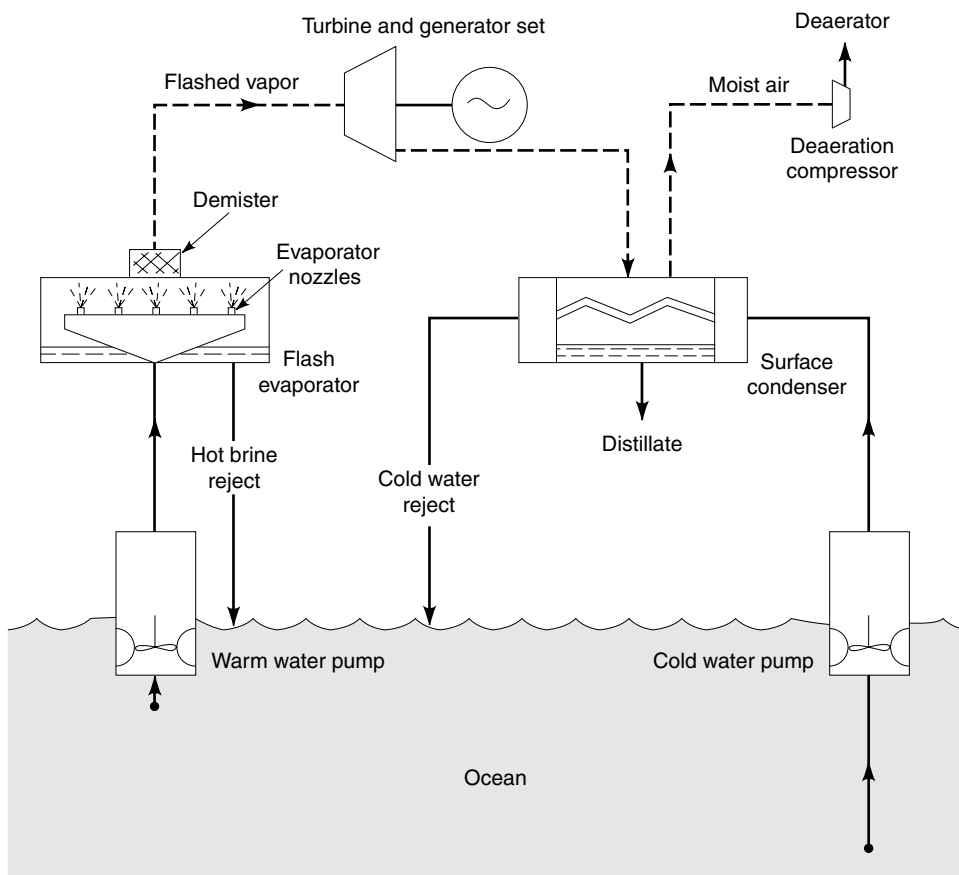 Turbine and generator set
Deaerator
Flashed vapor
Moist air
Deaeration
compressor
Demister
Evaporator
nozzles
Flash
evaporator
Surface
condenser
Distillate
Hot brine
reject
Cold water
reject
Warm water pump
Cold water pump
Ocean